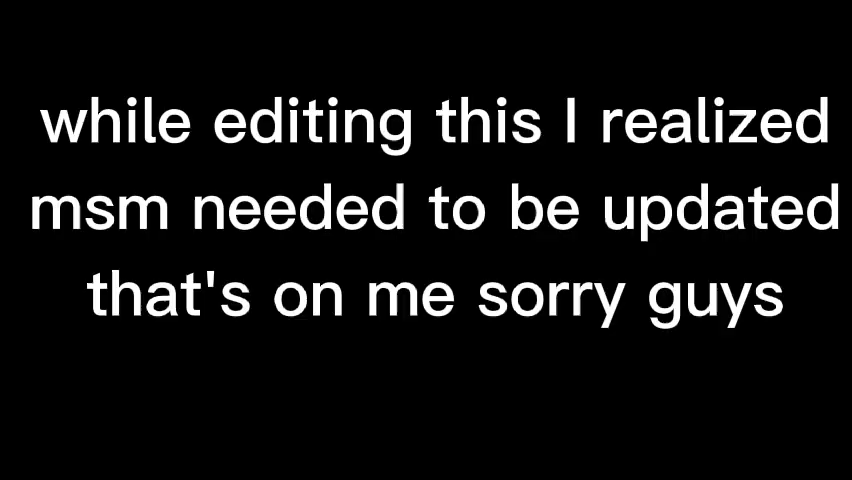 while editing this I realized
msm needed to be updated
that's on me sorry guys